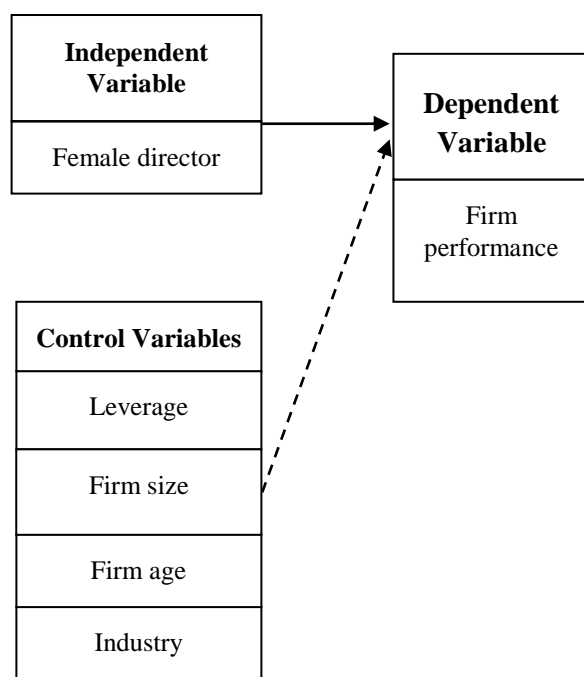 Independent
Variable
Female director
Dependent
Variable
Firm
performance
Control Variables
Leverage
Firm size
Firm age
Industry